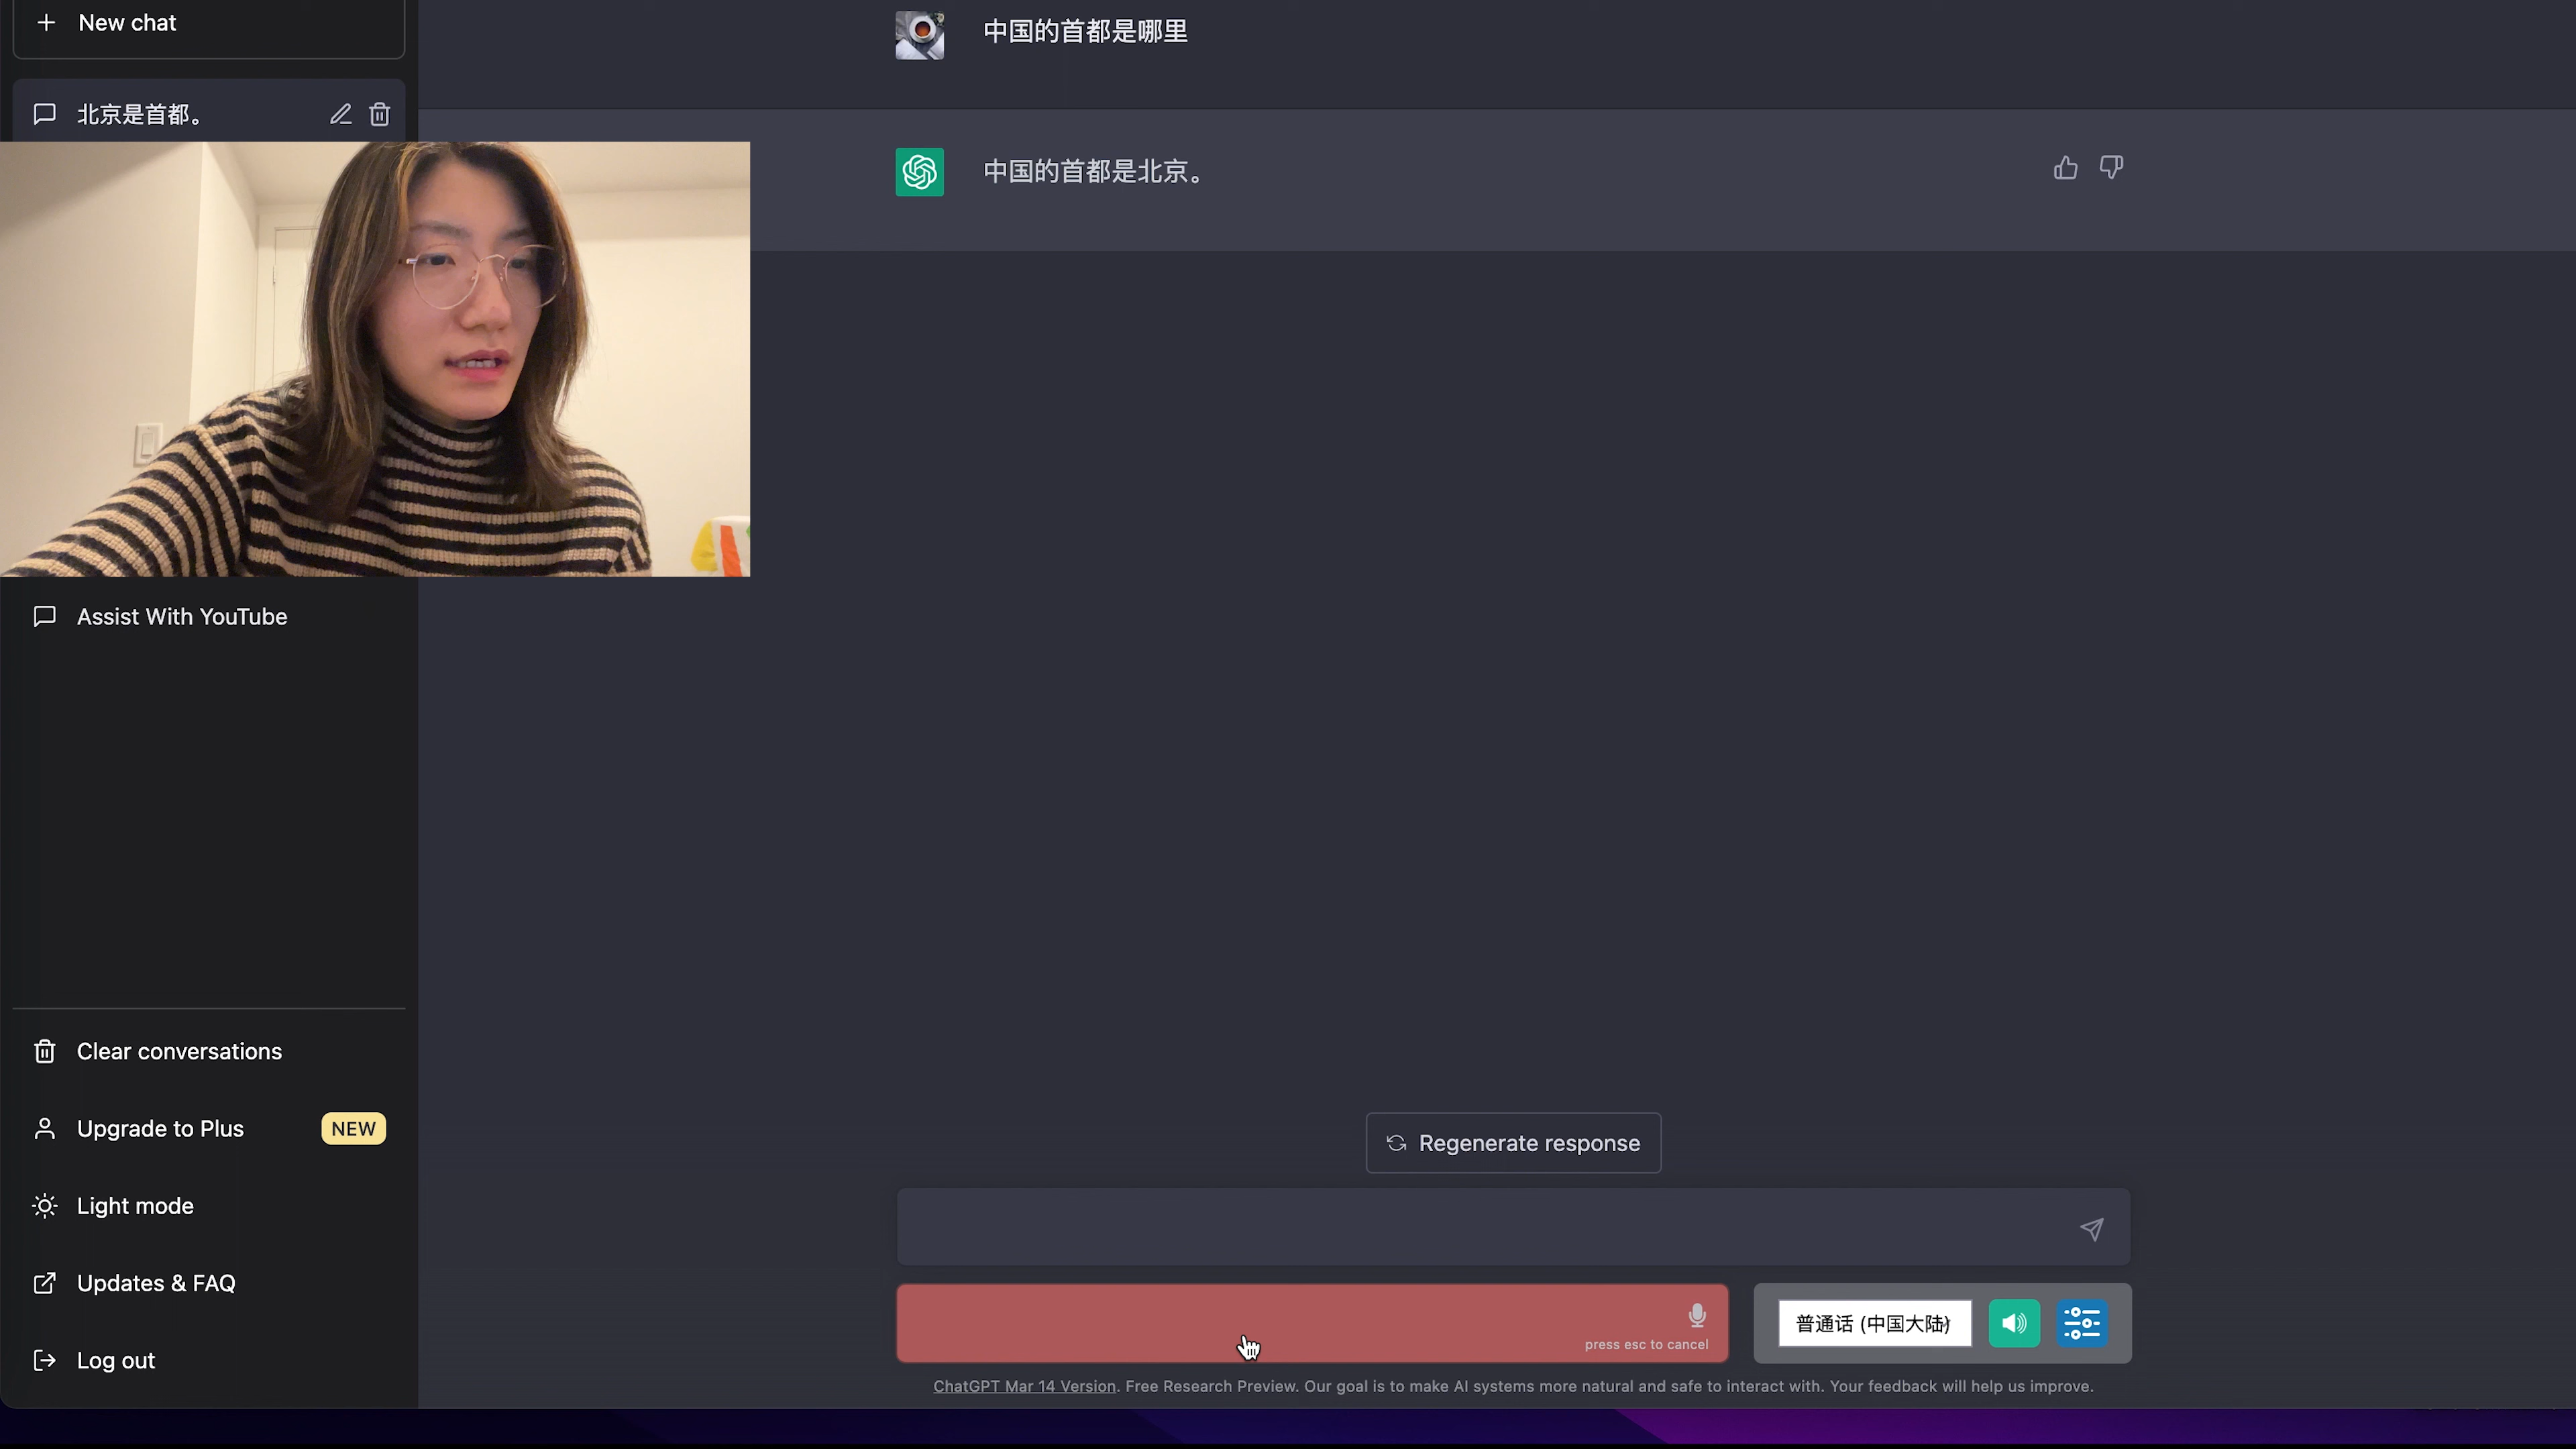 New chat
北京是首都。
中国的首都是哪里
中国的首都是北京。
Assist With YouTube
Clear conversations
Upgrade to Plus NEW
Light mode
Updates & FAQ
Log out
Regenerate response
press esc to cancel
普通话 (中国大陆)
ChatGPT Mar 14 Version. Free Research Preview. Our goal is to make AI systems more natural and safe to interact with. Your feedback will help us improve.